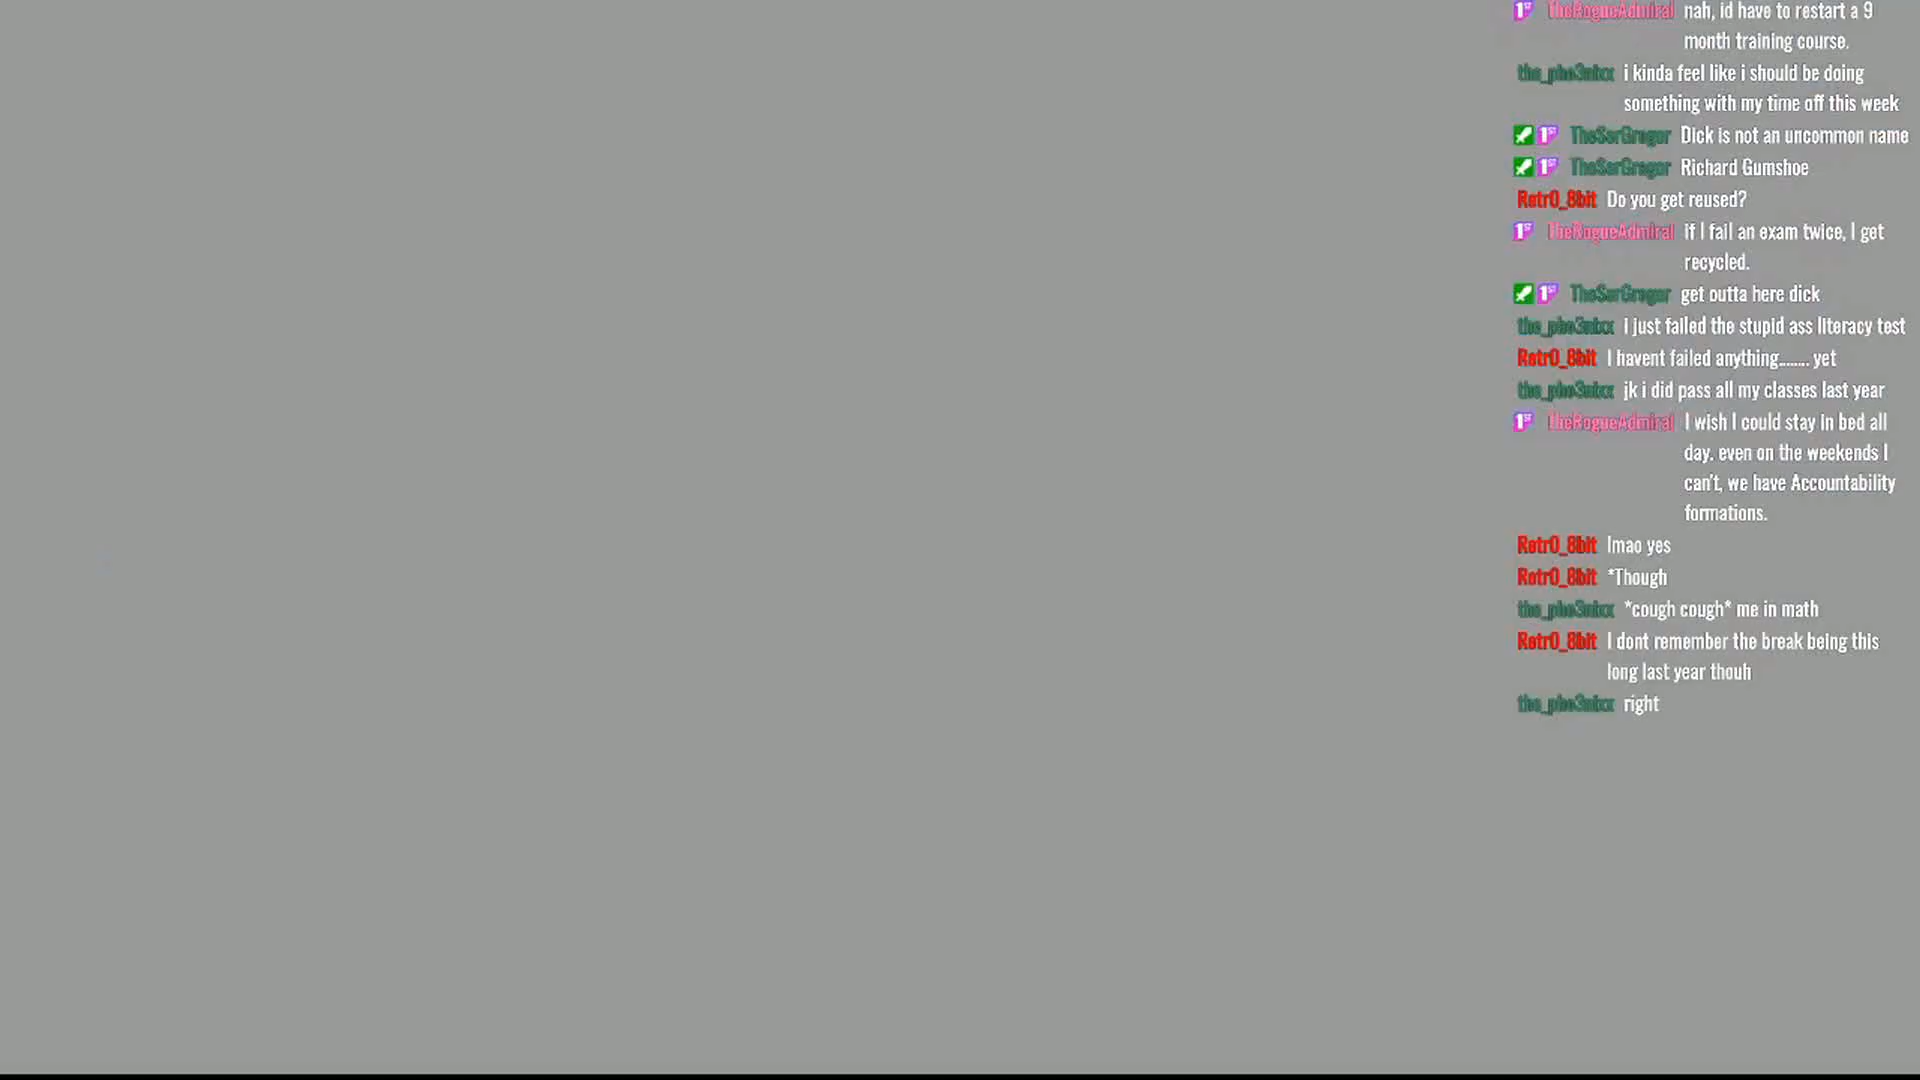 1ST TheRogueAdmiral nah, id have to restart a 9
month training course.
the_pho3nixx i kinda feel like i should be doing
something with my time off this week
1ST TheSerGregor Dick is not an uncommon name
1ST TheSerGregor Richard Gumshoe
Retr0_8bit Do you get reused?
1ST TheRogueAdmiral if I fail an exam twice, I get
recycled.
1ST TheSerGregor get outta here dick
the_pho3nixx i just failed the stupid ass literacy test
Retr0_8bit I havent failed anything........ yet
the_pho3nixx jk i did pass all my classes last year
1ST TheRogueAdmiral I wish I could stay in bed all
day. even on the weekends I
can't, we have Accountability
formations.
Retr0_8bit lmao yes
Retr0_8bit *Though
the_pho3nixx *cough cough* me in math
Retr0_8bit I dont remember the break being this
long last year thouh
the_pho3nixx right